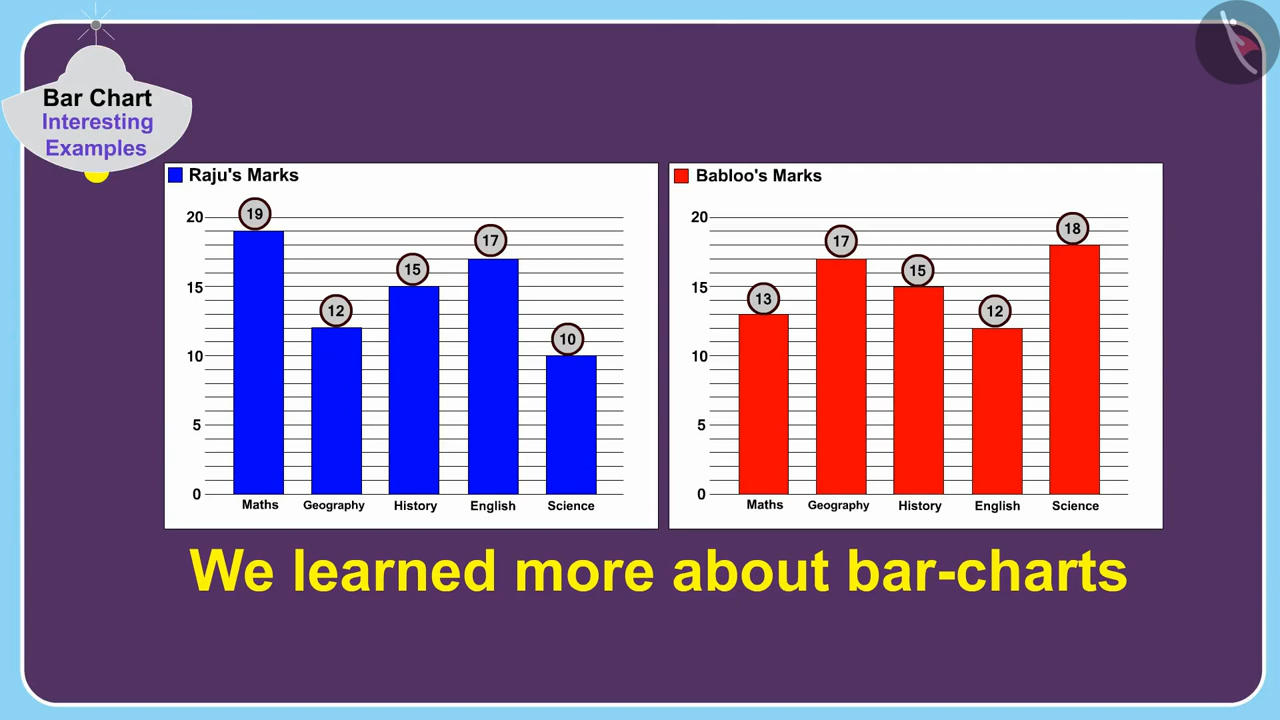 Bar Chart
Interesting
Examples
Raju's Marks
20
15
10
5
0
19
12
15
17
10
Maths Geography History English Science
Babloo's Marks
20
15
10
5
0
13
17
15
12
18
Maths Geography History English Science
We learned more about bar-charts